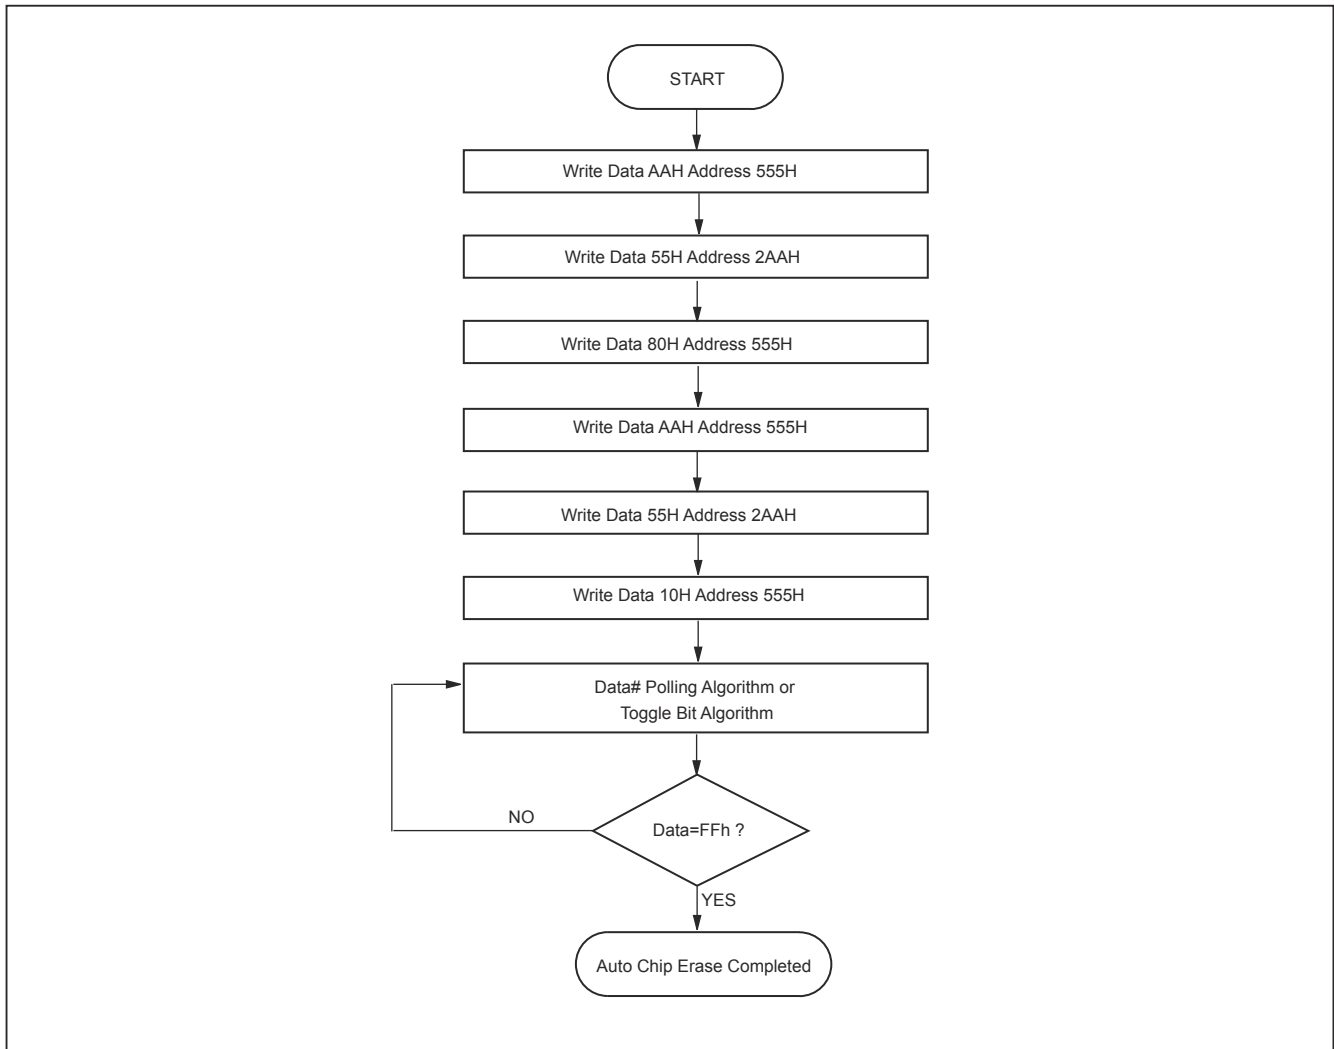 START
Write Data AAH Address 555H
Write Data 55H Address 2AAH
Write Data 80H Address 555H
Write Data AAH Address 555H
Write Data 55H Address 2AAH
Write Data 10H Address 555H
Data# Polling Algorithm or
Toggle Bit Algorithm
NO
Data=FFh ?
YES
Auto Chip Erase Completed